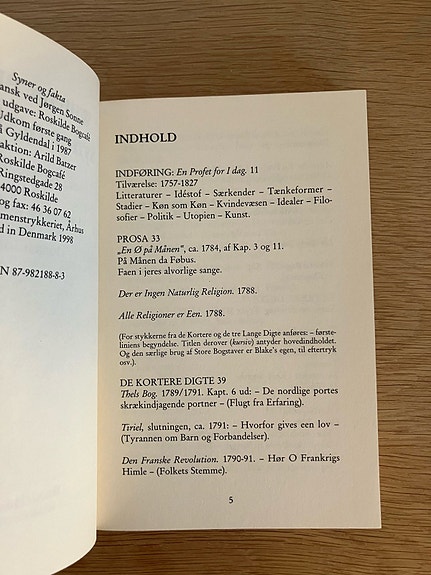 Syner og fakta
ansk ved Jørgen Sonne
udgave: Roskilde Bogcafé
Udkom første gang
å Gyldendal i 1987
aktion: Arild Batzer
Roskilde Bogcafé
Ringstedgade 28
4000 Roskilde
og fax: 46 36 07 62
menstrykkeriet, Århus
d in Denmark 1998
N 87-982188-8-3
INDHOLD
INDFØRING: En Profet for I dag. 11
Tilværelse: 1757-1827
Litteraturer – Idéstof – Særkender – Tænkeformer –
Stadier – Køn som Køn – Kvindevæsen – Idealer – Filo-
sofier – Politik – Utopien – Kunst.
PROSA 33
„En Ø på Månen”, ca. 1784, af Kap. 3 og 11.
På Månen da Føbus.
Faen i jeres alvorlige sange.
Der er Ingen Naturlig Religion. 1788.
Alle Religioner er Een. 1788.
(For stykkerne fra de Kortere og de tre Lange Digte anføres: – første-
liniens begyndelse. Titlen derover (kursiv) antyder hovedindholdet.
Og den særlige brug af Store Bogstaver er Blake's egen, til eftertryk
osv.).
DE KORTERE DIGTE 39
Thels Bog. 1789/1791. Kapt. 6 ud: – De nordlige portes
skrækindjagende portner – (Flugt fra Erfaring).
Tiriel, slutningen, ca. 1791: – Hvorfor gives een lov –
(Tyrannen om Barn og Forbandelser).
Den Franske Revolution. 1790-91. – Hør O Frankrigs
Himle – (Folkets Stemme).
5